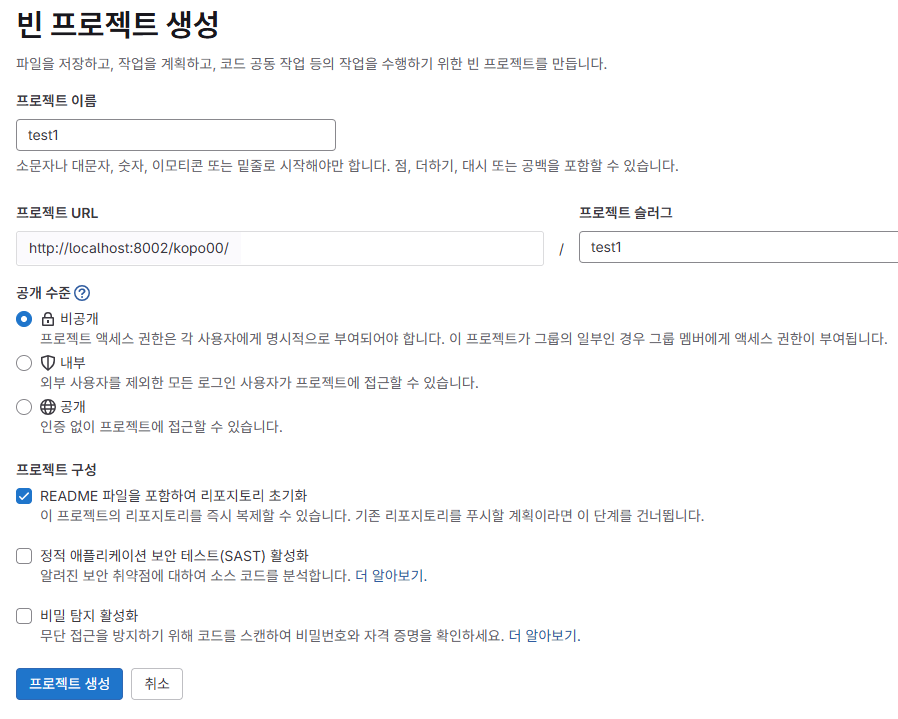 빈 프로젝트 생성
파일을 저장하고, 작업을 계획하고, 코드 공동 작업 등의 작업을 수행하기 위한 빈 프로젝트를 만듭니다.
프로젝트 이름
test1
소문자나 대문자, 숫자, 이모티콘 또는 밑줄로 시작해야만 합니다. 점, 더하기, 대시 또는 공백을 포함할 수 있습니다.
프로젝트 URL
프로젝트 슬러그
http://localhost:8002/kopo00/
/
test1
공개 수준 ?
비공개
프로젝트 액세스 권한은 각 사용자에게 명시적으로 부여되어야 합니다. 이 프로젝트가 그룹의 일부인 경우 그룹 멤버에게 액세스 권한이 부여됩니다.
내부
외부 사용자를 제외한 모든 로그인 사용자가 프로젝트에 접근할 수 있습니다.
공개
인증 없이 프로젝트에 접근할 수 있습니다.
프로젝트 구성
README 파일을 포함하여 리포지토리 초기화
이 프로젝트의 리포지토리를 즉시 복제할 수 있습니다. 기존 리포지토리를 푸시할 계획이라면 이 단계를 건너뜁니다.
정적 애플리케이션 보안 테스트(SAST) 활성화
알려진 보안 취약점에 대하여 소스 코드를 분석합니다. 더 알아보기.
비밀 탐지 활성화
무단 접근을 방지하기 위해 코드를 스캔하여 비밀번호와 자격 증명을 확인하세요. 더 알아보기.
프로젝트 생성
취소